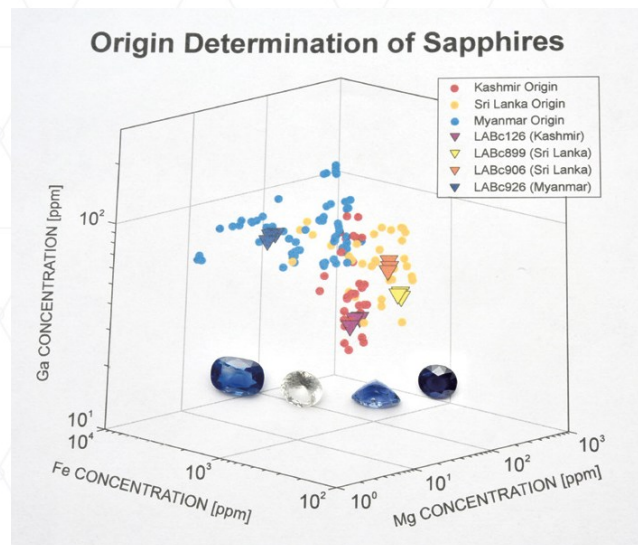 Origin Determination of Sapphires
Kashmir Origin
Sri Lanka Origin
Myanmar Origin
LABc126 (Kashmir)
LABc899 (Sri Lanka)
LABc906 (Sri Lanka)
LABc926 (Myanmar)
Ga CONCENTRATION [ppm]
10²
10¹
10⁴
10³
10²
Fe CONCENTRATION [ppm]
10⁰
10¹
10²
10³
Mg CONCENTRATION [ppm]